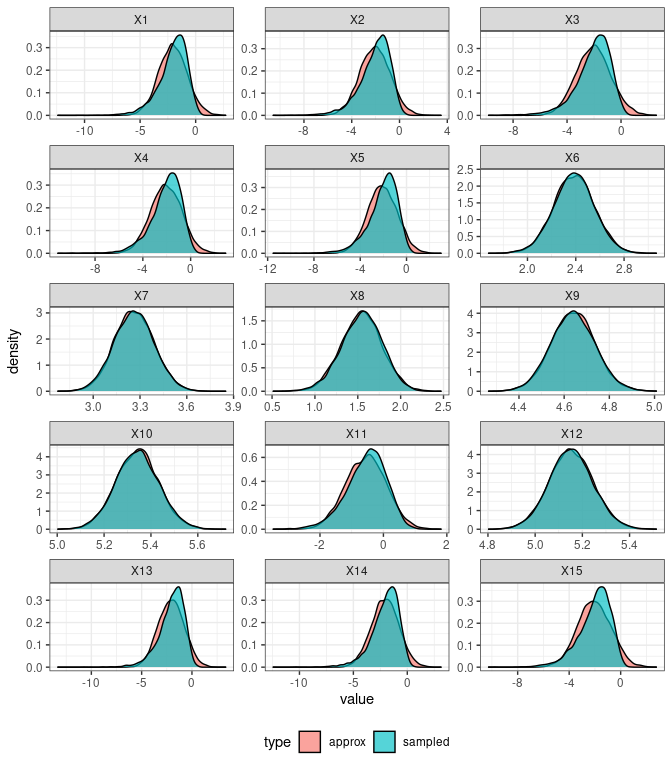 X1 X2 X3
0.3 0.2 0.1 0.0
0.3 0.2 0.1 0.0
0.3 0.2 0.1 0.0
-10 -5 0
-8 -4 0 4
-8 -4 0
X4 X5 X6
0.3 0.2 0.1 0.0
0.3 0.2 0.1 0.0
2.5 2.0 1.5 1.0 0.5 0.0
-8 -4 0
-12 -8 -4 0
2.0 2.4 2.8
X7 X8 X9
3 2 1 0
1.5 1.0 0.5 0.0
4 3 2 1 0
3.0 3.3 3.6 3.9
0.5 1.0 1.5 2.0 2.5
4.4 4.6 4.8 5.0
density
X10 X11 X12
4 3 2 1 0
0.6 0.4 0.2 0.0
4 3 2 1 0
5.0 5.2 5.4 5.6
-2 0 2
4.8 5.0 5.2 5.4
X13 X14 X15
0.3 0.2 0.1 0.0
0.3 0.2 0.1 0.0
0.3 0.2 0.1 0.0
-10 -5 0
-10 -5 0
-8 -4 0
value
type approx sampled